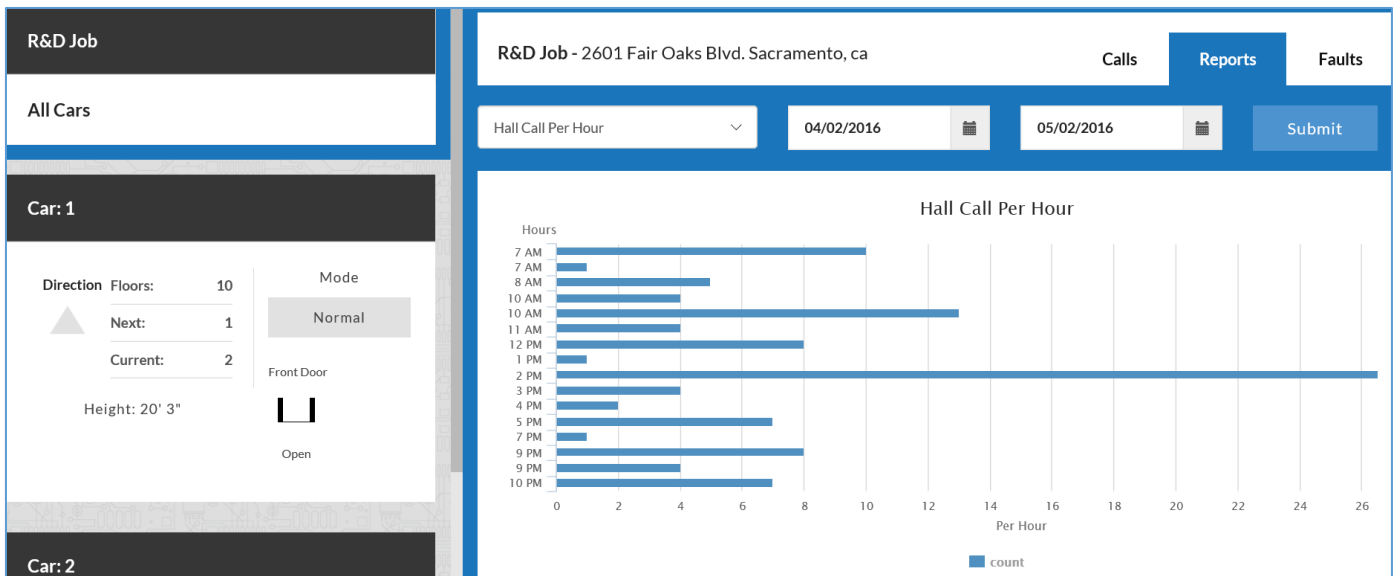 R&D Job
All Cars
Car: 1
Direction
Floors: 10
Next: 1
Current: 2
Height: 20' 3"
Mode
Normal
Front Door
Open
Car: 2
R&D Job - 2601 Fair Oaks Blvd. Sacramento, ca
Calls
Reports
Faults
Hall Call Per Hour
04/02/2016
05/02/2016
Submit
Hall Call Per Hour
Hours
7 AM
7 AM
8 AM
10 AM
10 AM
11 AM
12 PM
1 PM
2 PM
3 PM
4 PM
5 PM
7 PM
9 PM
9 PM
10 PM
0 2 4 6 8 10 12 14 16 18 20 22 24 26
Per Hour
count